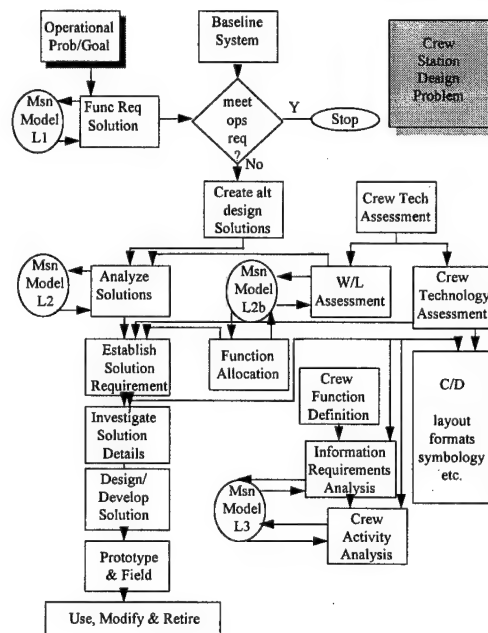 Operational
Prob/Goal
Baseline
System
Crew
Station
Design
Problem
Msn
Model
L1
Func Req
Solution
meet
ops
req
?
Y
Stop
No
Create alt
design
Solutions
Crew Tech
Assessment
Msn
Model
L2
Analyze
Solutions
Msn
Model
L2b
W/L
Assessment
Crew
Technology
Assessment
Establish
Solution
Requirement
Function
Allocation
Crew
Function
Definition
C/D
layout
formats
symbology
etc.
Investigate
Solution
Details
Information
Requirements
Analysis
Design/
Develop
Solution
Msn
Model
L3
Crew
Activity
Analysis
Prototype
& Field
Use, Modify & Retire